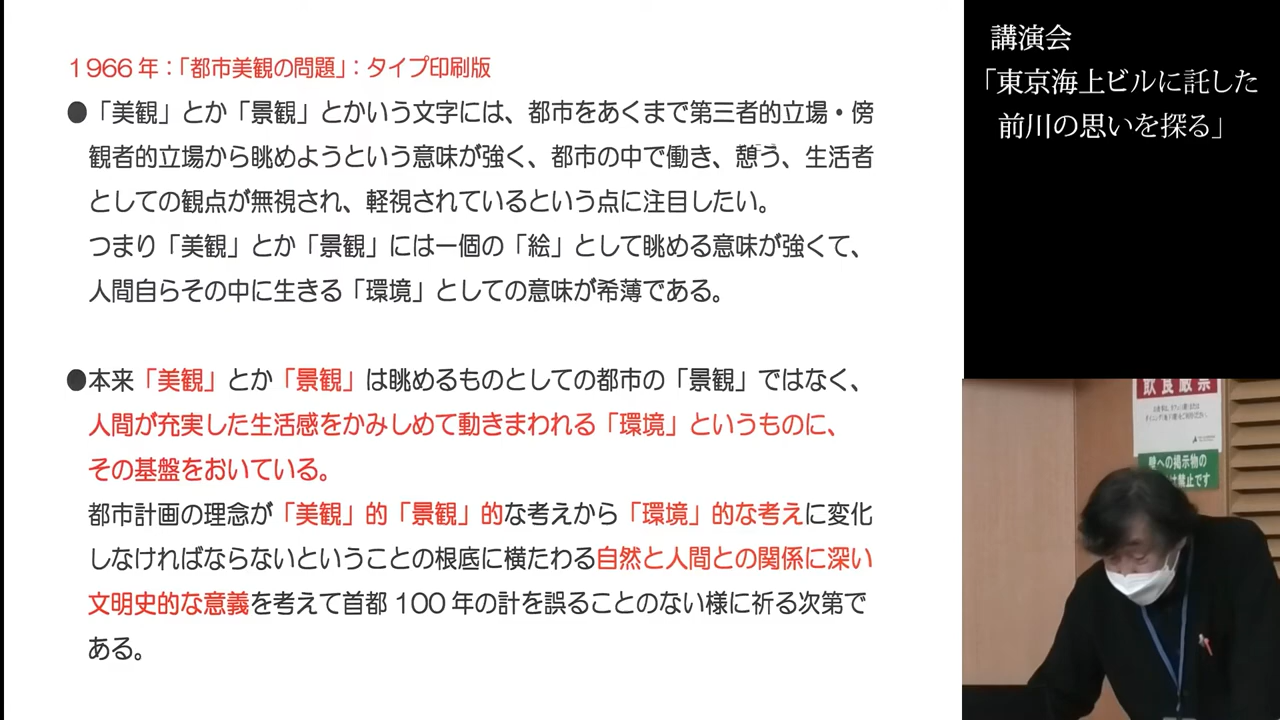 1966年：「都市美観の問題」：タイプ印刷版
●「美観」とか「景観」とかいう文字には、都市をあくまで第三者的立場・傍
観者的立場から眺めようという意味が強く、都市の中で働き、憩う、生活者
としての観点が無視され、軽視されているという点に注目したい。
つまり「美観」とか「景観」には一個の「絵」として眺める意味が強くて、
人間自らその中に生きる「環境」としての意味が希薄である。
●本来「美観」とか「景観」は眺めるものとしての都市の「景観」ではなく、
人間が充実した生活感をかみしめて動きまわれる「環境」というものに、
その基盤をおいている。
都市計画の理念が「美観」的「景観」的な考えから「環境」的な考えに変化
しなければならないということの根底に横たわる自然と人間との関係に深い
文明史的な意義を考えて首都100年の計を誤ることのない様に祈る次第で
ある。
講演会
「東京海上ビルに託した
前川の思いを探る」
飲食厳禁
壁への掲示物の
は禁止です